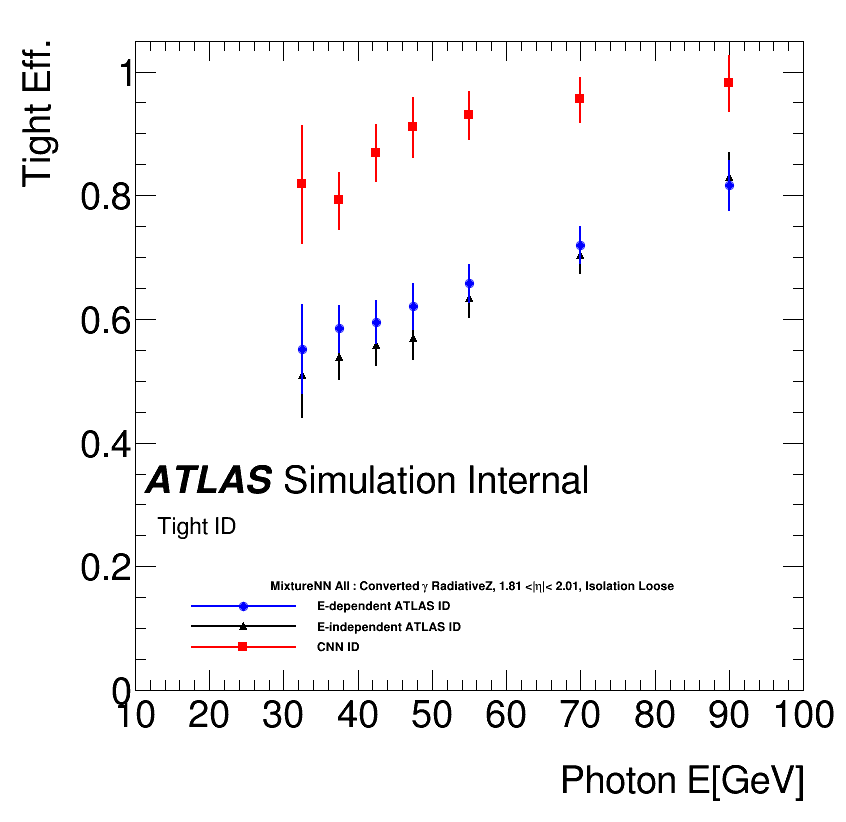 Tight Eff.
1
0.8
0.6
0.4
0.2
0
ATLAS Simulation Internal
Tight ID
MixtureNN All : Converted γ RadiativeZ, 1.81 <|η|< 2.01, Isolation Loose
E-dependent ATLAS ID
E-independent ATLAS ID
CNN ID
10 20 30 40 50 60 70 80 90 100
Photon E[GeV]